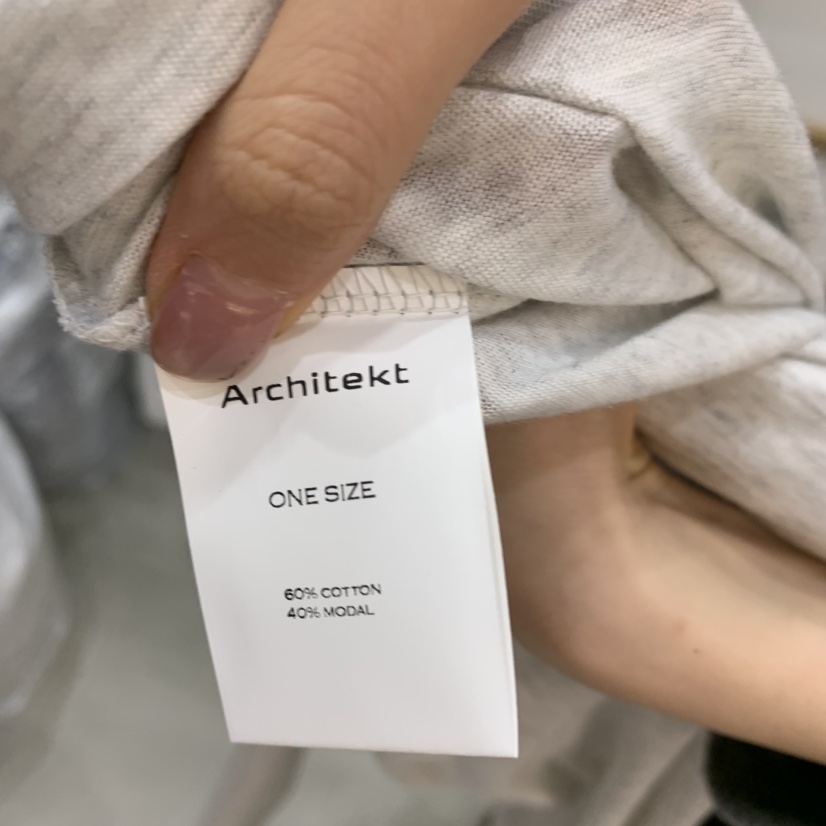 Architekt
ONE SIZE
60% COTTON
40% MODAL